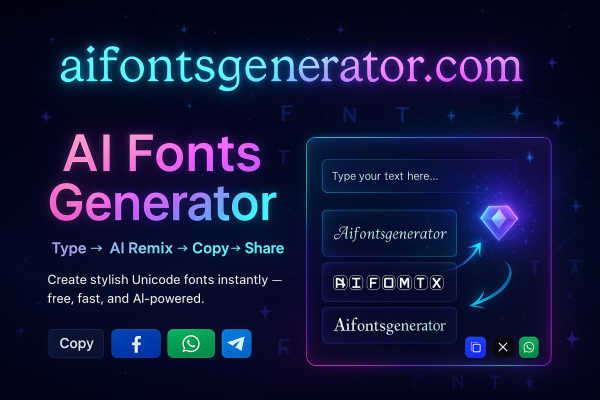 aifontsgenerator.com
F N T
AI Fonts
Generator
Type → AI Remix → Copy → Share
Create stylish Unicode fonts instantly —
free, fast, and AI-powered.
Copy
Type your text here...
Aifontsgenerator
AIFOMTX
Aifontsgenerator